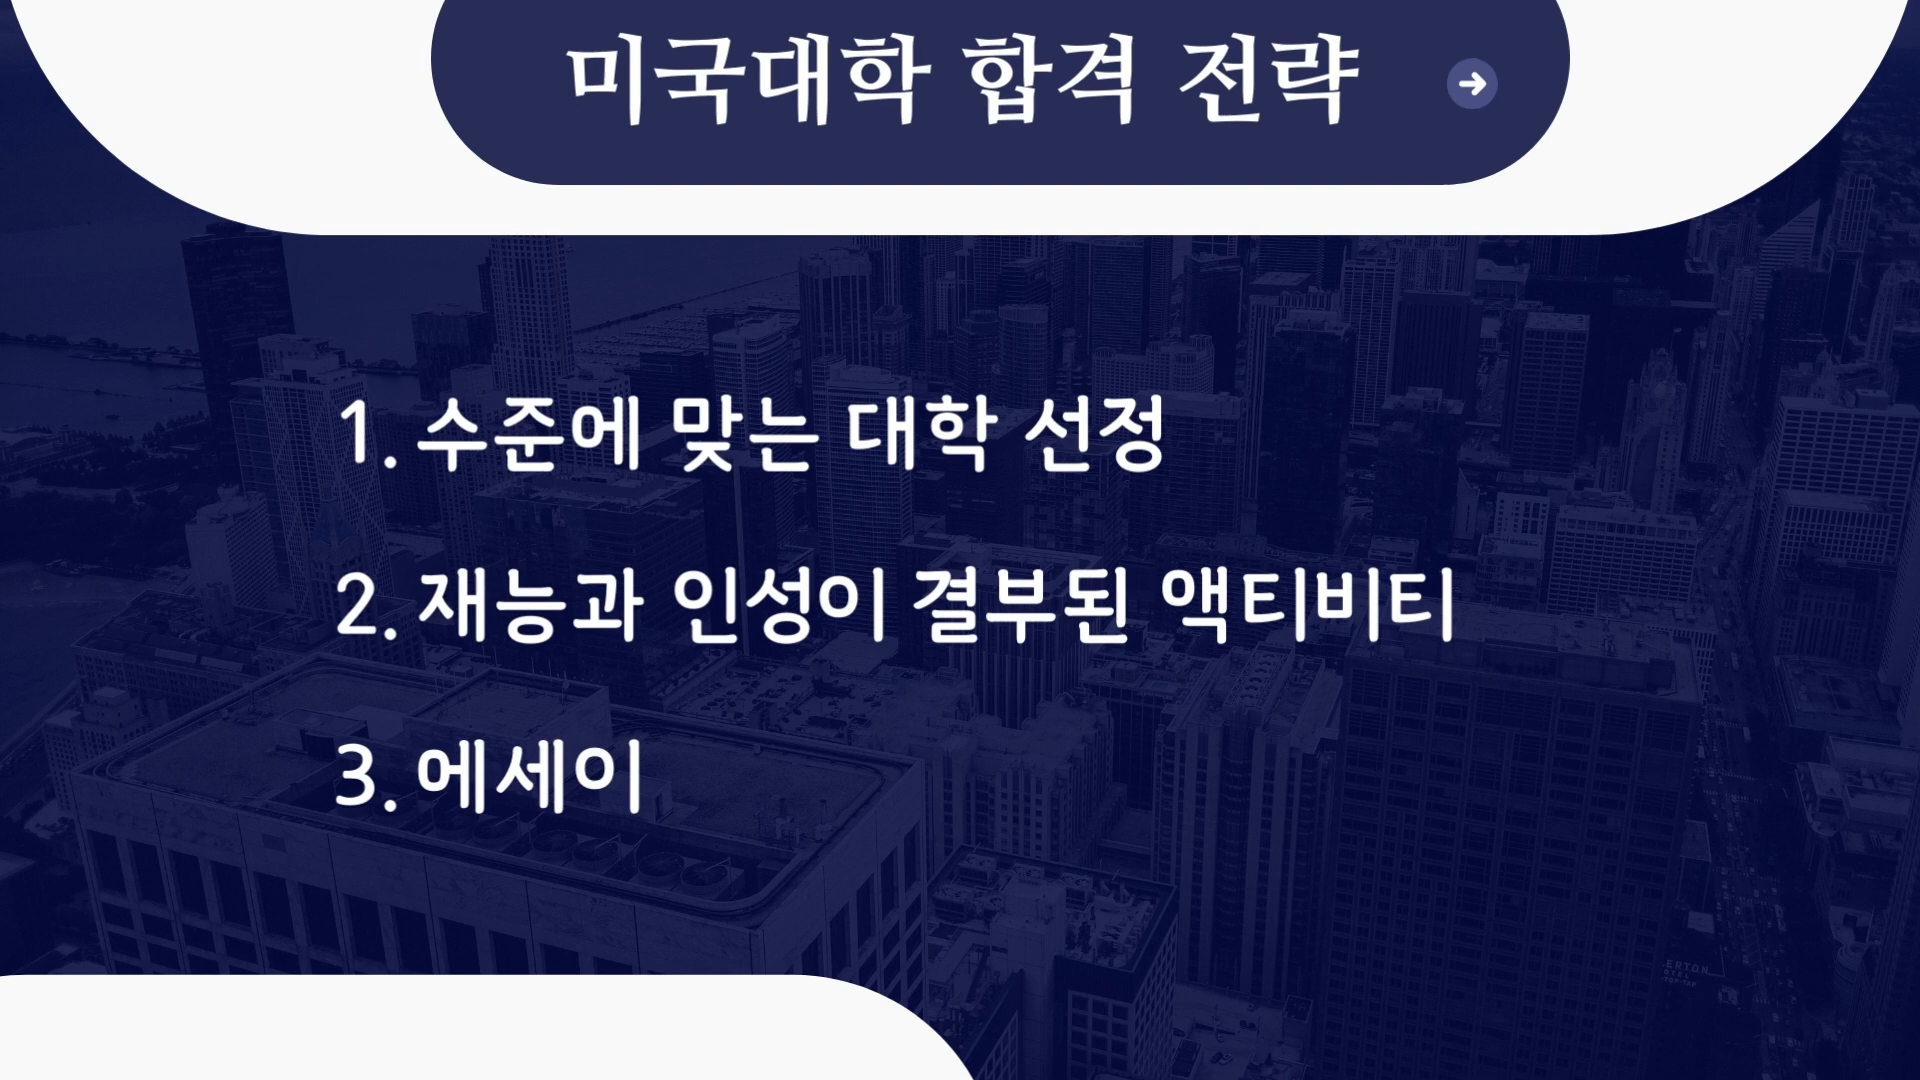 미국대학 합격 전략
1. 수준에 맞는 대학 선정
2. 재능과 인성이 결부된 액티비티
3. 에세이